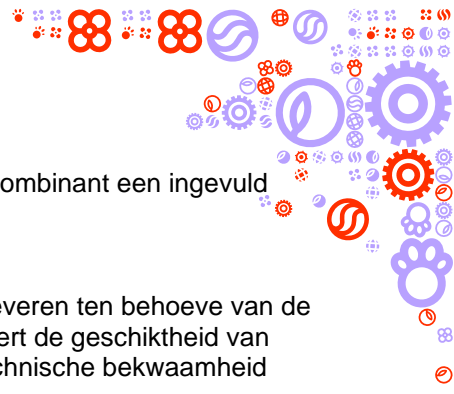 ombinant een ingevuld
everen ten behoeve van de
ert de geschiktheid van
chnische bekwaamheid